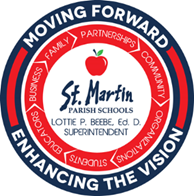 MOVING FORWARD
FAMILY
PARTNERSHIPS
COMMUNITY
ORGANIZATIONS
STUDENTS
EDUCATORS
BUSINESS
St. Martin
PARISH SCHOOLS
LOTTIE P. BEEBE, Ed. D.
SUPERINTENDENT
ENHANCING THE VISION